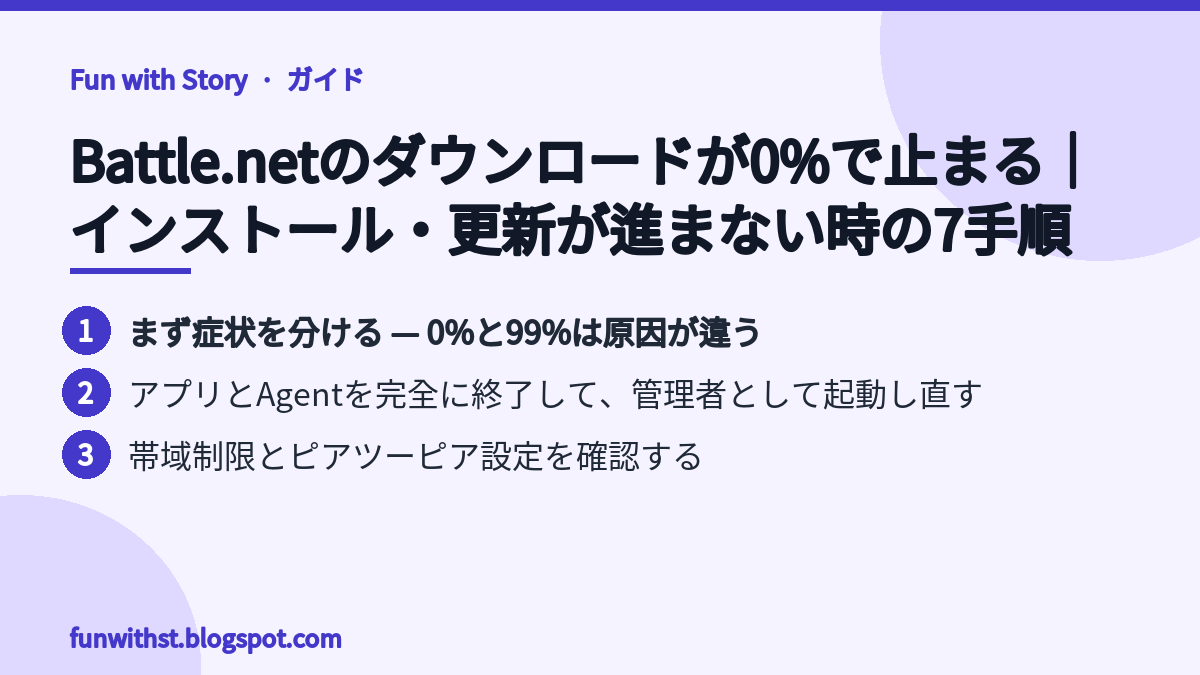 Fun with Story ・ ガイド
Battle.netのダウンロードが0%で止まる｜
インストール・更新が進まない時の7手順
1 まず症状を分ける — 0%と99%は原因が違う
2 アプリとAgentを完全に終了して、管理者として起動し直す
3 帯域制限とピアツーピア設定を確認する
funwithst.blogspot.com